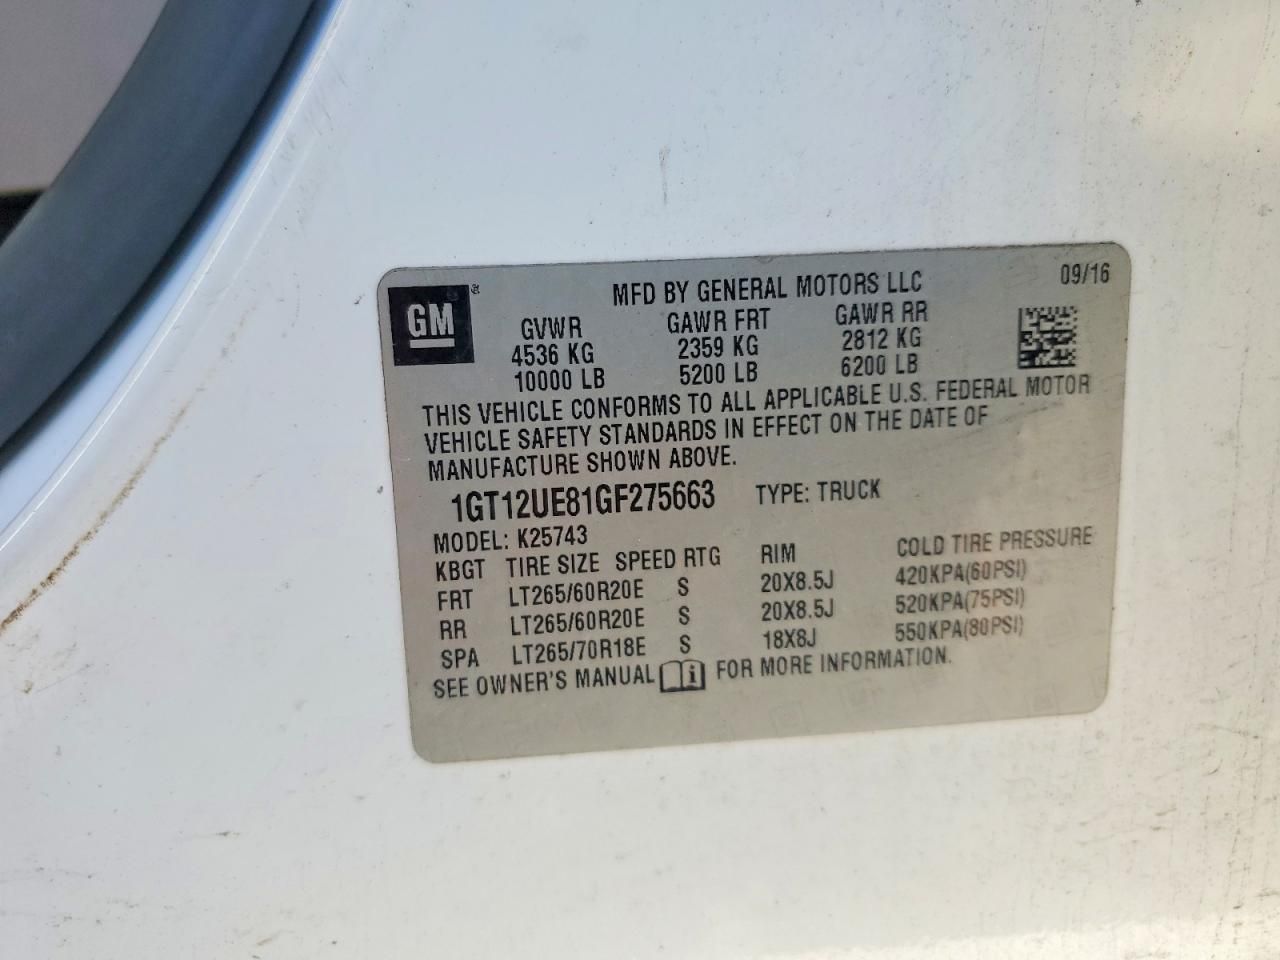 MFD BY GENERAL MOTORS LLC 09/16
GM®
GVWR GAWR FRT GAWR RR
4536 KG 2359 KG 2812 KG
10000 LB 5200 LB 6200 LB
THIS VEHICLE CONFORMS TO ALL APPLICABLE U.S. FEDERAL MOTOR
VEHICLE SAFETY STANDARDS IN EFFECT ON THE DATE OF
MANUFACTURE SHOWN ABOVE.
1GT12UE81GF275663 TYPE: TRUCK
MODEL: K25743
KBGT TIRE SIZE SPEED RTG RIM COLD TIRE PRESSURE
FRT LT265/60R20E S 20X8.5J 420KPA(60PSI)
RR LT265/60R20E S 20X8.5J 520KPA(75PSI)
SPA LT265/70R18E S 18X8J 550KPA(80PSI)
SEE OWNER'S MANUAL i FOR MORE INFORMATION.